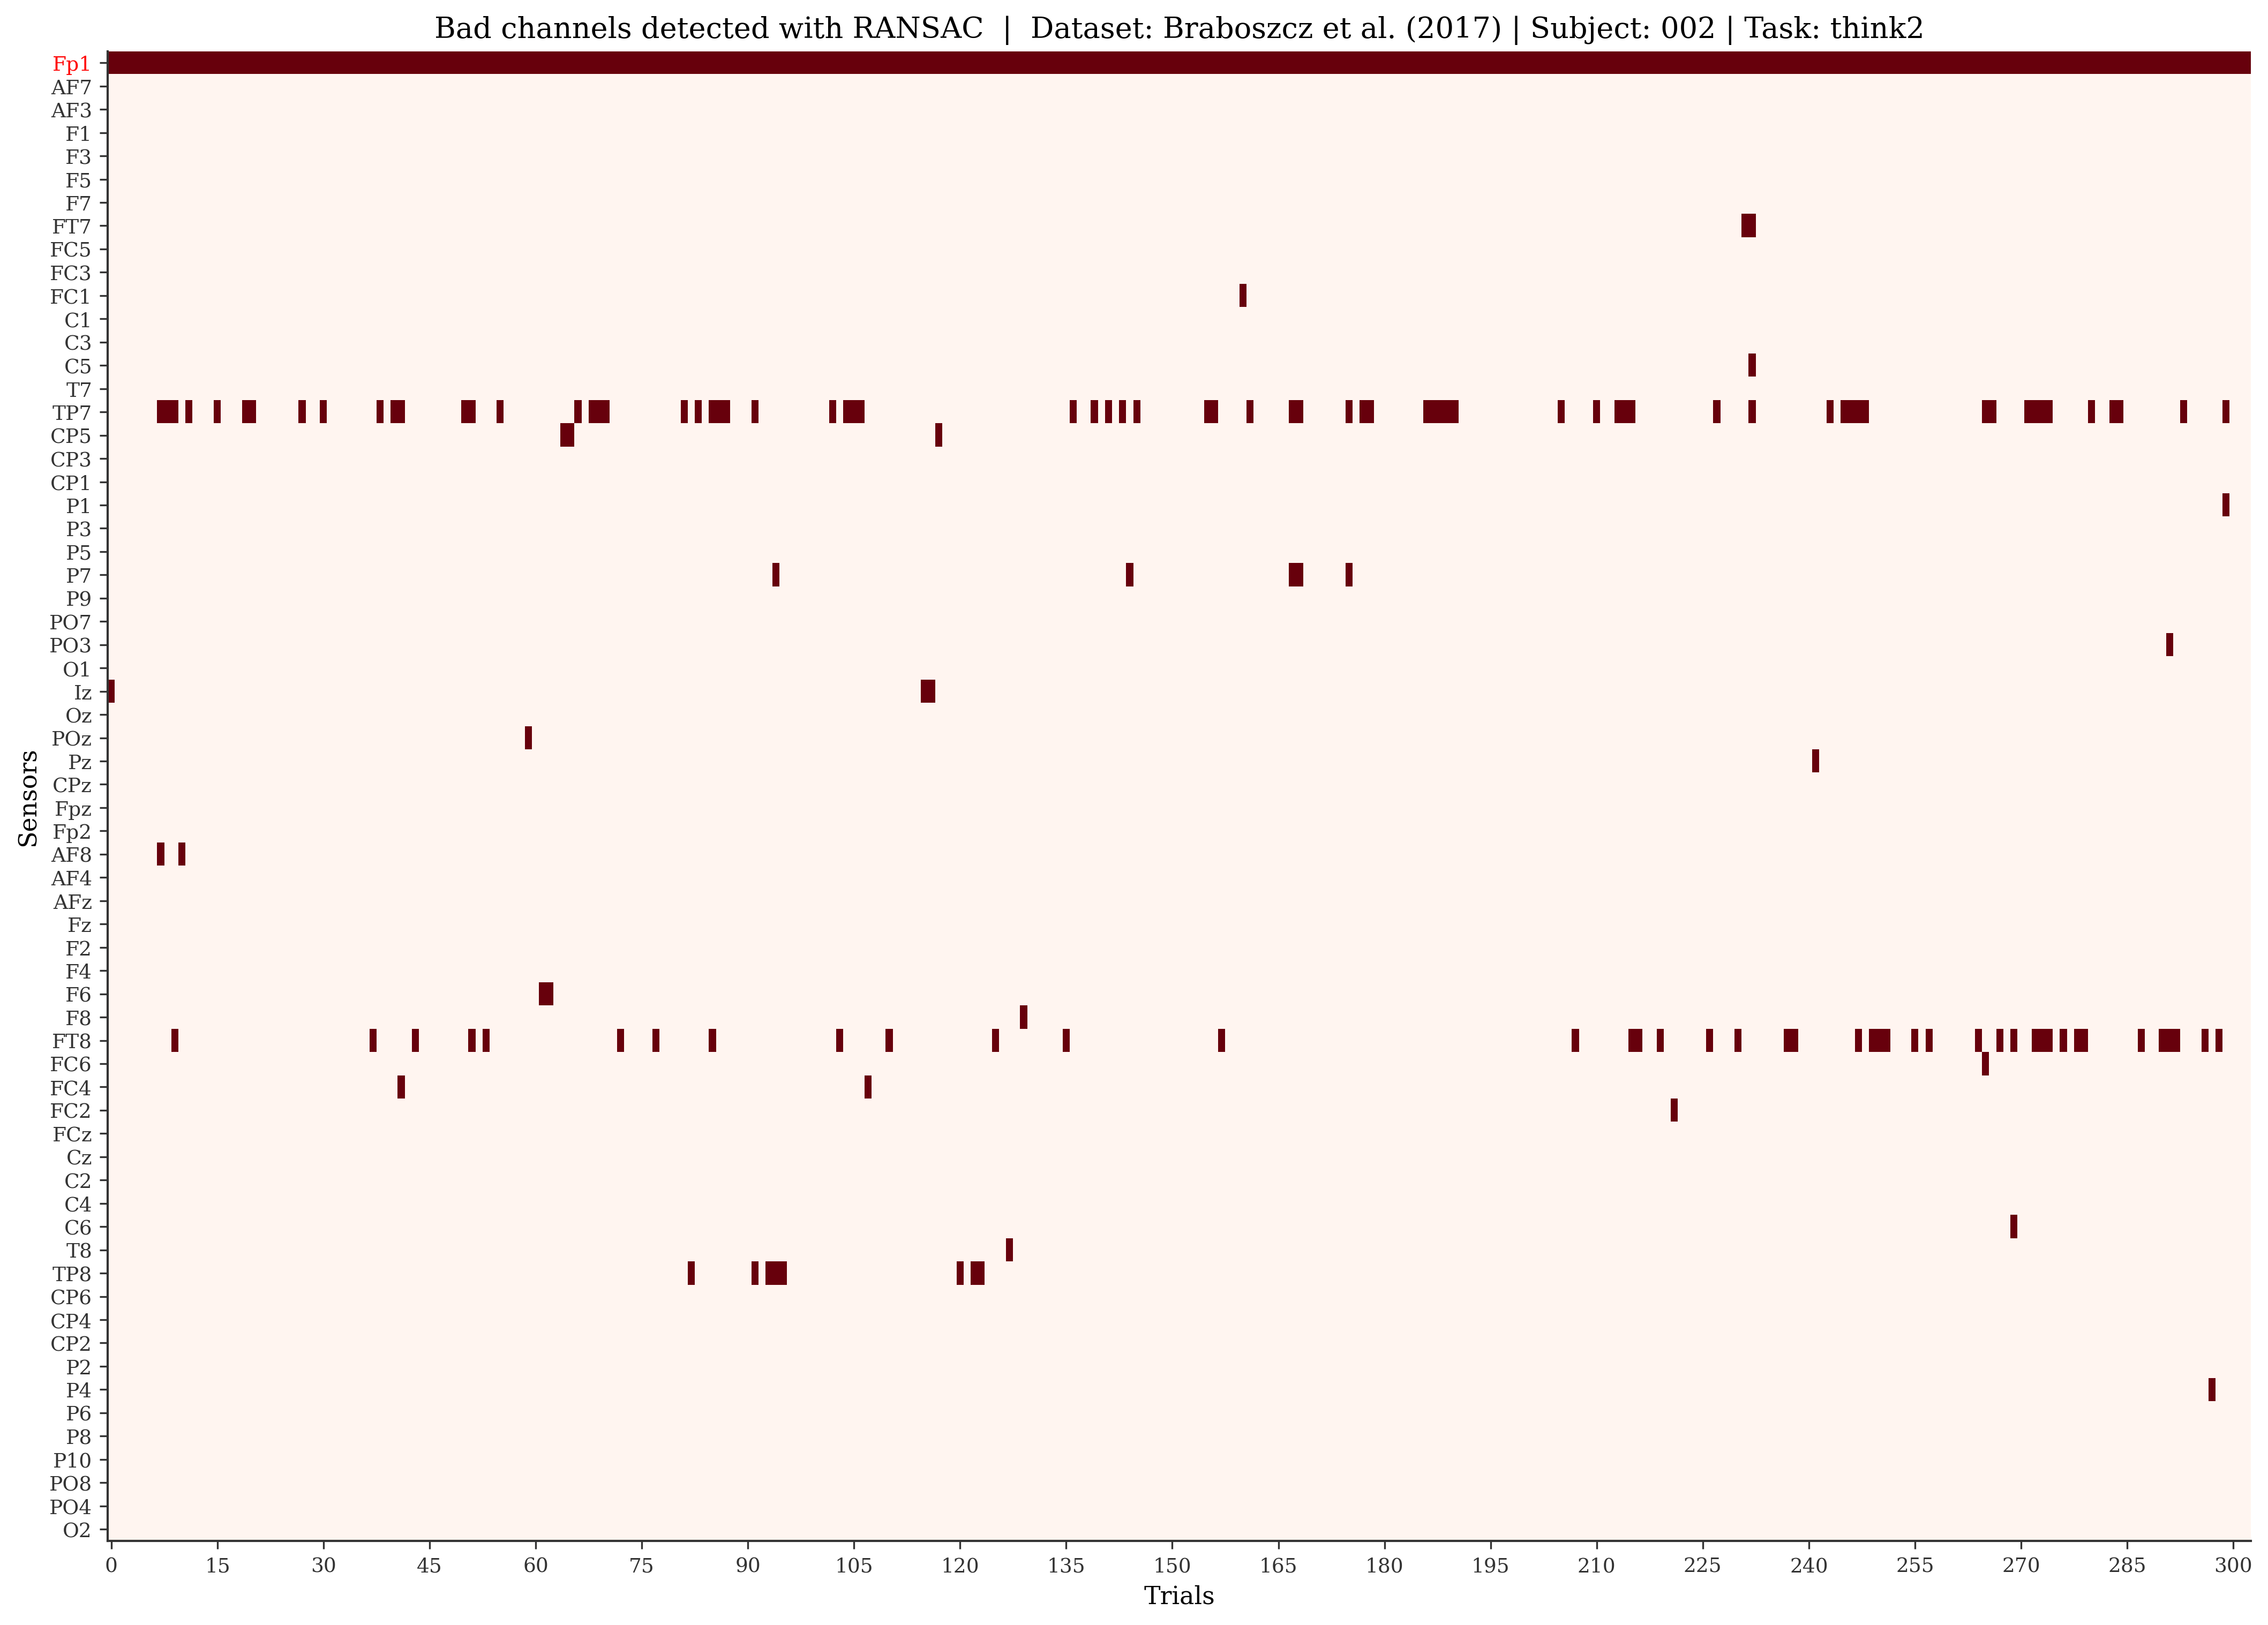 Bad channels detected with RANSAC | Dataset: Braboszcz et al. (2017) | Subject: 002 | Task: think2
Sensors
Fp1
AF7
AF3
F1
F3
F5
F7
FT7
FC5
FC3
FC1
C1
C3
C5
T7
TP7
CP5
CP3
CP1
P1
P3
P5
P7
P9
PO7
PO3
O1
Iz
Oz
POz
Pz
CPz
Fpz
Fp2
AF8
AF4
AFz
Fz
F2
F4
F6
F8
FT8
FC6
FC4
FC2
FCz
Cz
C2
C4
C6
T8
TP8
CP6
CP4
CP2
P2
P4
P6
P8
P10
PO8
PO4
O2
0 15 30 45 60 75 90 105 120 135 150 165 180 195 210 225 240 255 270 285 300
Trials